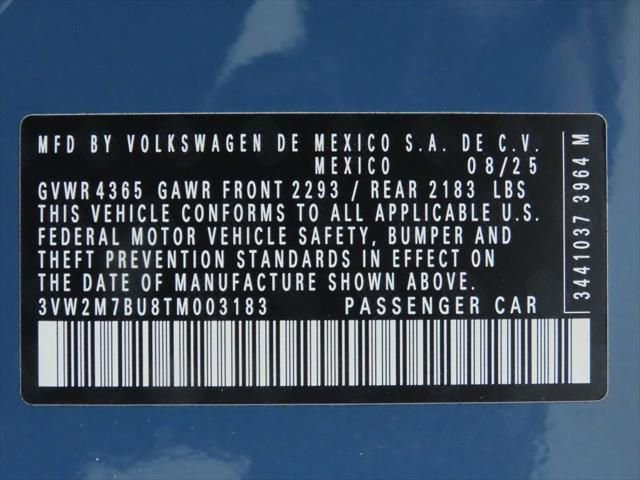 MFD BY VOLKSWAGEN DE MEXICO S.A. DE C.V.
MEXICO 08/25
GVWR 4365 GAWR FRONT 2293 / REAR 2183 LBS
THIS VEHICLE CONFORMS TO ALL APPLICABLE U.S.
FEDERAL MOTOR VEHICLE SAFETY, BUMPER AND
THEFT PREVENTION STANDARDS IN EFFECT ON
THE DATE OF MANUFACTURE SHOWN ABOVE.
3VW2M7BU8TM003183 PASSENGER CAR
3441037 3964 M